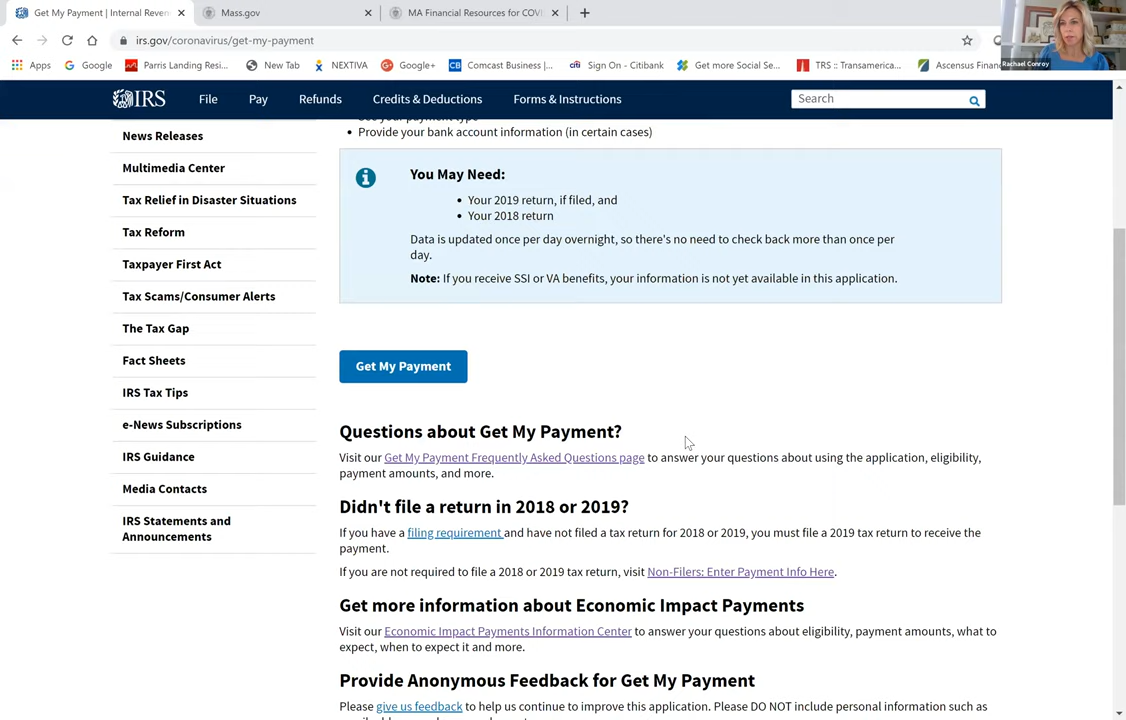 Get My Payment | Internal Reven
Mass.gov
MA Financial Resources for COVI
irs.gov/coronavirus/get-my-payment
Apps
Google
Parris Landing Resi...
New Tab
NEXTIVA
Google+
Comcast Business |...
Sign On - Citibank
Get more Social Se...
TRS :: Transamerica...
Ascensus Finan
Rachael Conroy
IRS
File
Pay
Refunds
Credits & Deductions
Forms & Instructions
Search
News Releases
Multimedia Center
Tax Relief in Disaster Situations
Tax Reform
Taxpayer First Act
Tax Scams/Consumer Alerts
The Tax Gap
Fact Sheets
IRS Tax Tips
e-News Subscriptions
IRS Guidance
Media Contacts
IRS Statements and
Announcements
See your payment type
Provide your bank account information (in certain cases)
You May Need:
Your 2019 return, if filed, and
Your 2018 return
Data is updated once per day overnight, so there's no need to check back more than once per
day.
Note: If you receive SSI or VA benefits, your information is not yet available in this application.
Get My Payment
Questions about Get My Payment?
Visit our Get My Payment Frequently Asked Questions page to answer your questions about using the application, eligibility,
payment amounts, and more.
Didn't file a return in 2018 or 2019?
If you have a filing requirement and have not filed a tax return for 2018 or 2019, you must file a 2019 tax return to receive the
payment.
If you are not required to file a 2018 or 2019 tax return, visit Non-Filers: Enter Payment Info Here.
Get more information about Economic Impact Payments
Visit our Economic Impact Payments Information Center to answer your questions about eligibility, payment amounts, what to
expect, when to expect it and more.
Provide Anonymous Feedback for Get My Payment
Please give us feedback to help us continue to improve this application. Please DO NOT include personal information such as